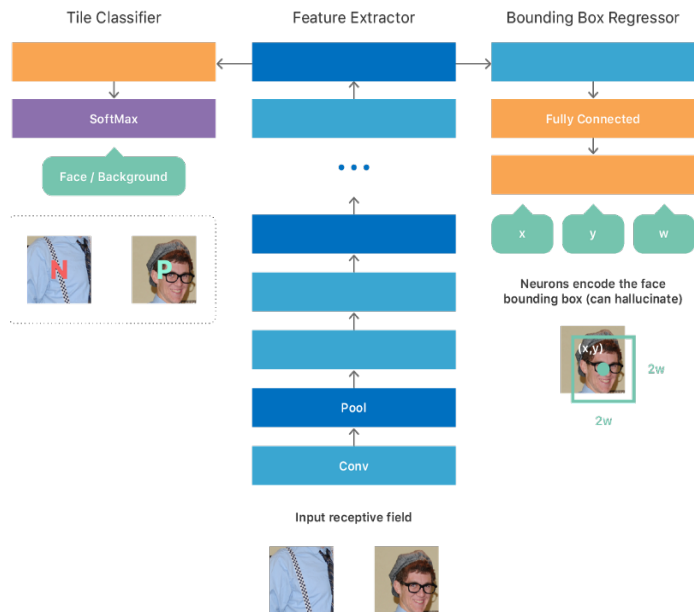 Tile Classifier
Feature Extractor
Bounding Box Regressor
SoftMax
Fully Connected
Face / Background
x
y
w
N
P
Neurons encode the face
bounding box (can hallucinate)
(x,y)
2w
2w
Pool
Conv
Input receptive field